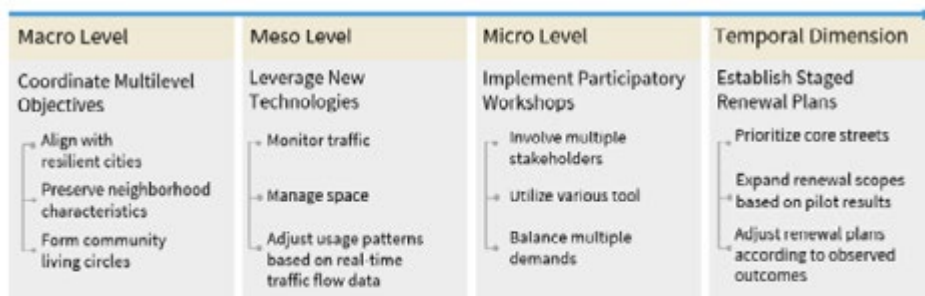 Macro Level
Coordinate Multilevel
Objectives
Align with
resilient cities
Preserve neighborhood
characteristics
Form community
living circles
Meso Level
Leverage New
Technologies
Monitor traffic
Manage space
Adjust usage patterns
based on real-time
traffic flow data
Micro Level
Implement Participatory
Workshops
Involve multiple
stakeholders
Utilize various tool
Balance multiple
demands
Temporal Dimension
Establish Staged
Renewal Plans
Prioritize core streets
Expand renewal scopes
based on pilot results
Adjust renewal plans
according to observed
outcomes